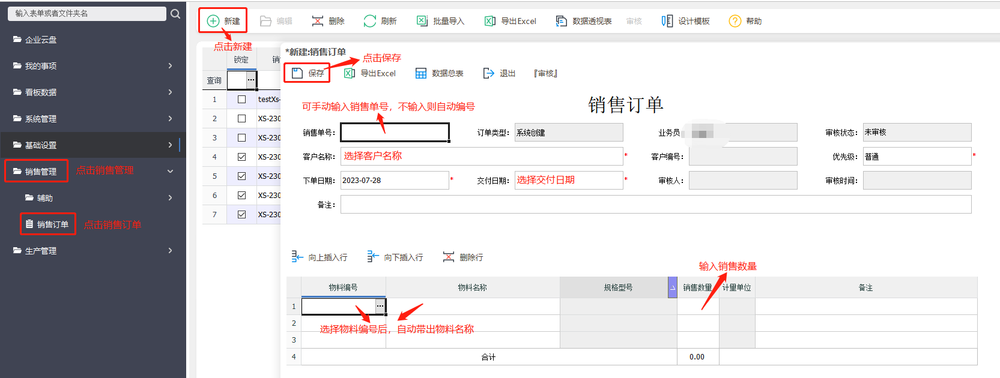 输入表单或者文件夹名
企业云盘
我的事项
看板数据
系统管理
基础设置
销售管理 点击销售管理
辅助
销售订单 点击销售订单
生产管理
新建 编辑 删除 刷新 批量导入 导出Excel 数据透视表 审核 设计模板 帮助
点击新建
锁定 销
查询 ...
1 testXs-
2 XS-230
3 XS-230
4 XS-230
5 XS-230
6 XS-230
7 XS-230
*新建:销售订单
点击保存
保存 导出Excel 数据总表 退出 『审核』
销售订单
可手动输入销售单号，不输入则自动编号
销售单号： 订单类型： 系统创建 业务员 审核状态： 未审核
客户名称： 选择客户名称 * 客户编号： 优先级： 普通 *
下单日期： 2023-07-28 * 交付日期： 选择交付日期 * 审核人： 审核时间：
备注：
向上插入行 向下插入行 删除行
输入销售数量
物料编号 物料名称 规格型号 销售数量 计量单位 备注
1 ...
2
选择物料编号后，自动带出物料名称
3
4 合计 0.00